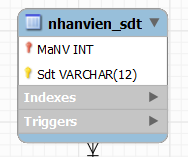 nhanvien_sdt
MaNV INT
Sdt VARCHAR(12)
Indexes
Triggers